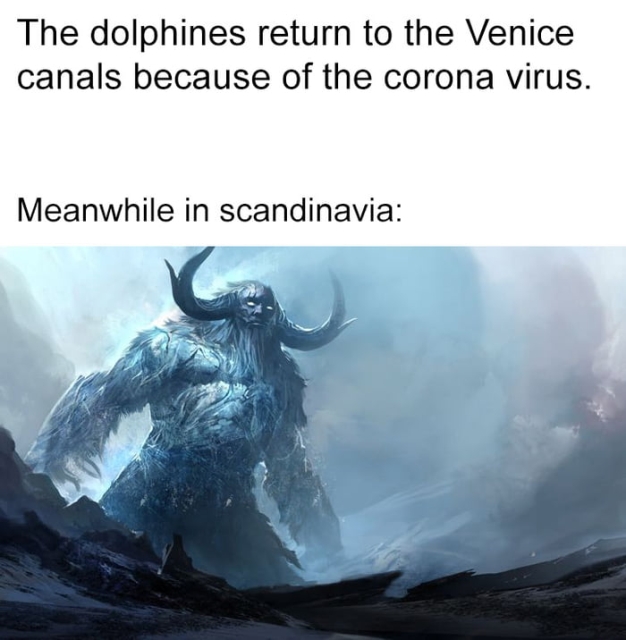 The dolphines return to the Venice
canals because of the corona virus.
Meanwhile in scandinavia: